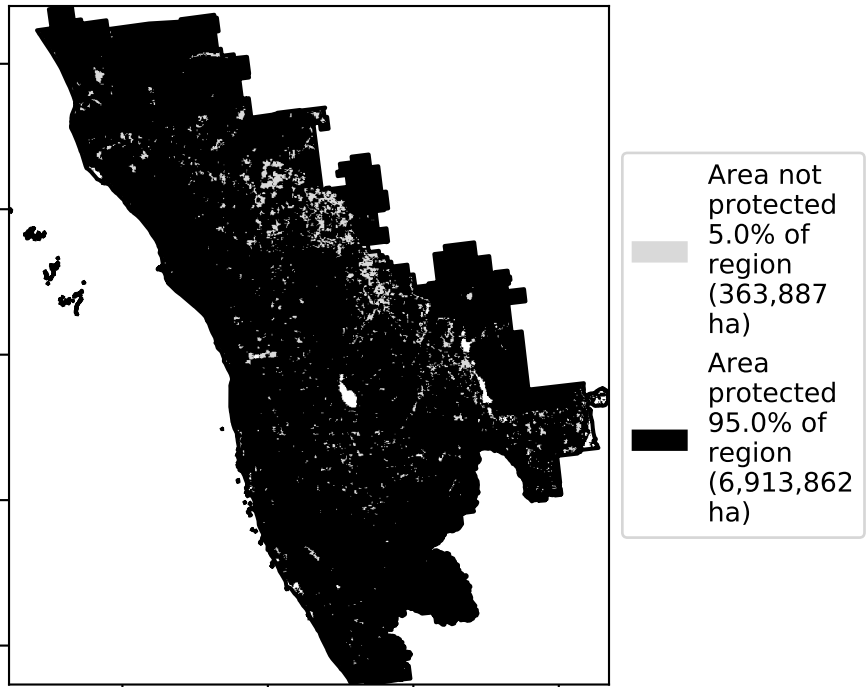 Area not
protected
5.0% of
region
(363,887
ha)
Area
protected
95.0% of
region
(6,913,862
ha)